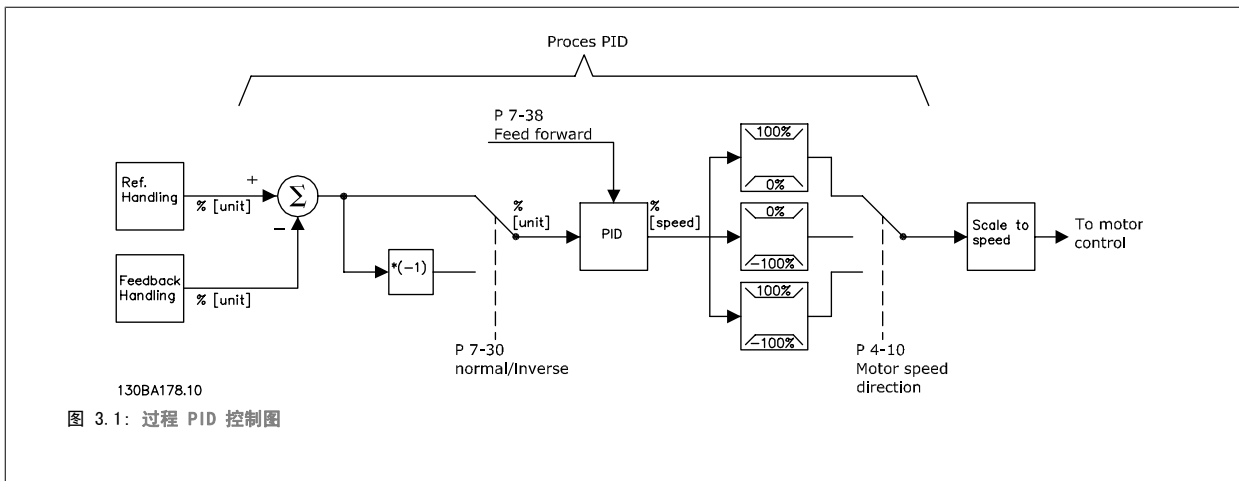 Proces PID
P 7-38
Feed forward
Ref.
Handling
+
% [unit]
Σ
−
Feedback
Handling
% [unit]
*(-1)
%
[unit]
PID
%
[speed]
100%
0%
0%
-100%
100%
-100%
Scale to
speed
To motor
control
P 7-30
normal/Inverse
P 4-10
Motor speed
direction
130BA178.10
图 3.1: 过程 PID 控制图